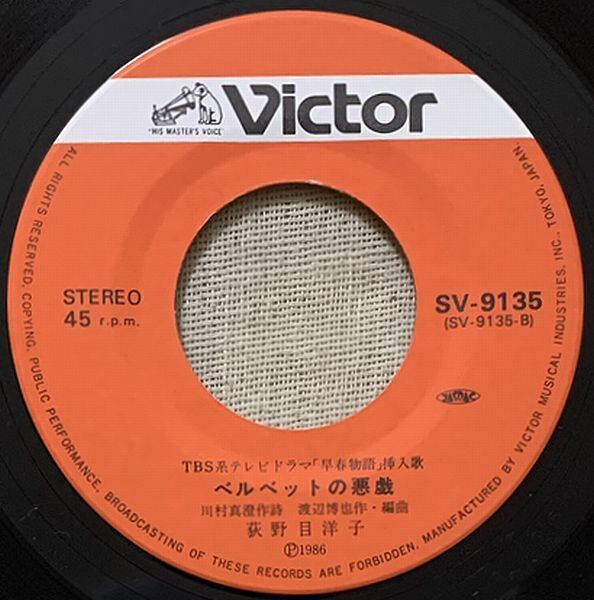 Victor
"HIS MASTER'S VOICE"
STEREO
45 r.p.m.
SV-9135
(SV-9135-B)
JASRAC
TBS系テレビドラマ「早春物語」挿入歌
ベルベットの悪戯
川村真澄作詩 渡辺博也作・編曲
荻野目洋子
Ⓟ1986
ALL RIGHTS RESERVED. COPYING, PUBLIC PERFORMANCE, BROADCASTING OF THESE RECORDS ARE FORBIDDEN. MANUFACTURED BY VICTOR MUSICAL INDUSTRIES, INC., TOKYO, JAPAN.